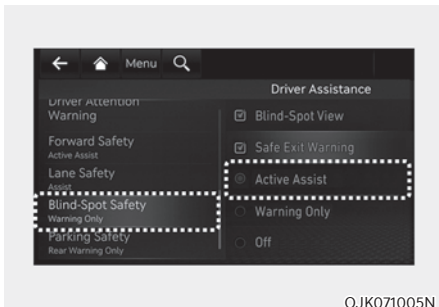 Menu
Driver Assistance
Driver Attention
Warning
Forward Safety
Active Assist
Lane Safety
Assist
Blind-Spot Safety
Warning Only
Parking Safety
Rear Warning Only
Blind-Spot View
Safe Exit Warning
Active Assist
Warning Only
Off
OJK071005N